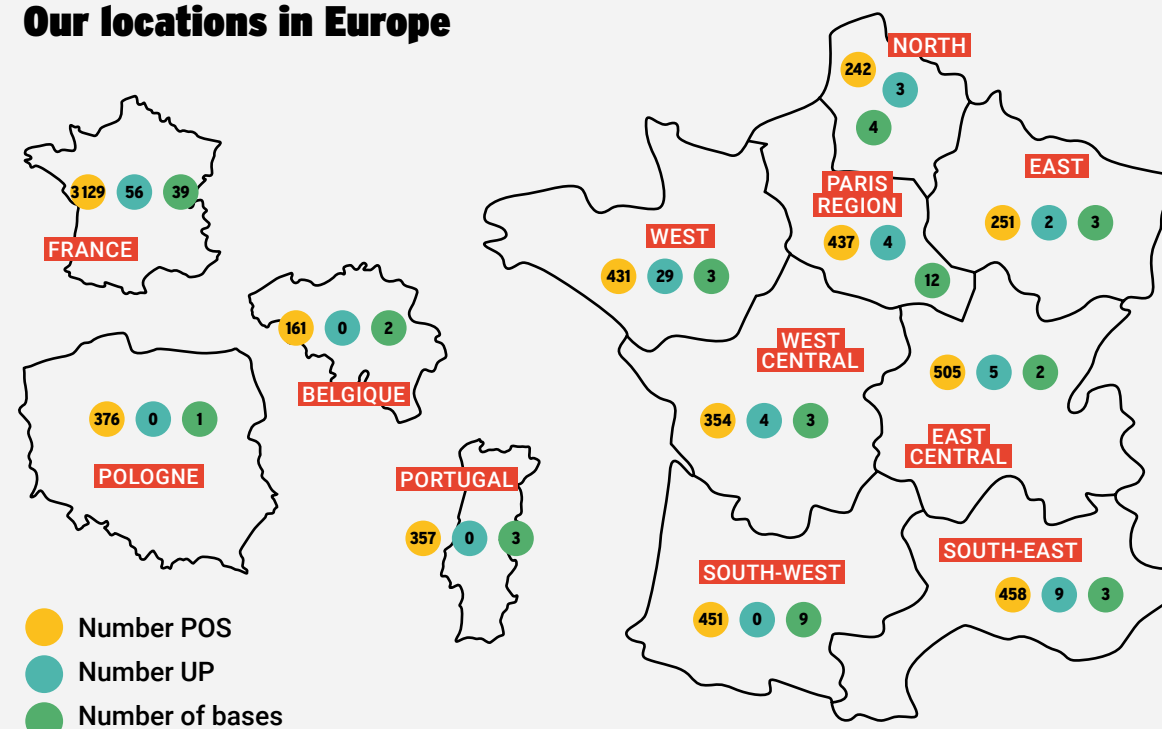 Our locations in Europe
NORTH
242
3
4
EAST
251 2 3
PARIS
REGION
437 4
12
WEST
431 29 3
3 129 56 39
FRANCE
161 0 2
BELGIQUE
376 0 1
POLOGNE
WEST
CENTRAL
354 4 3
505 5 2
EAST
CENTRAL
PORTUGAL
357 0 3
SOUTH-WEST
451 0 9
SOUTH-EAST
458 9 3
Number POS
Number UP
Number of bases